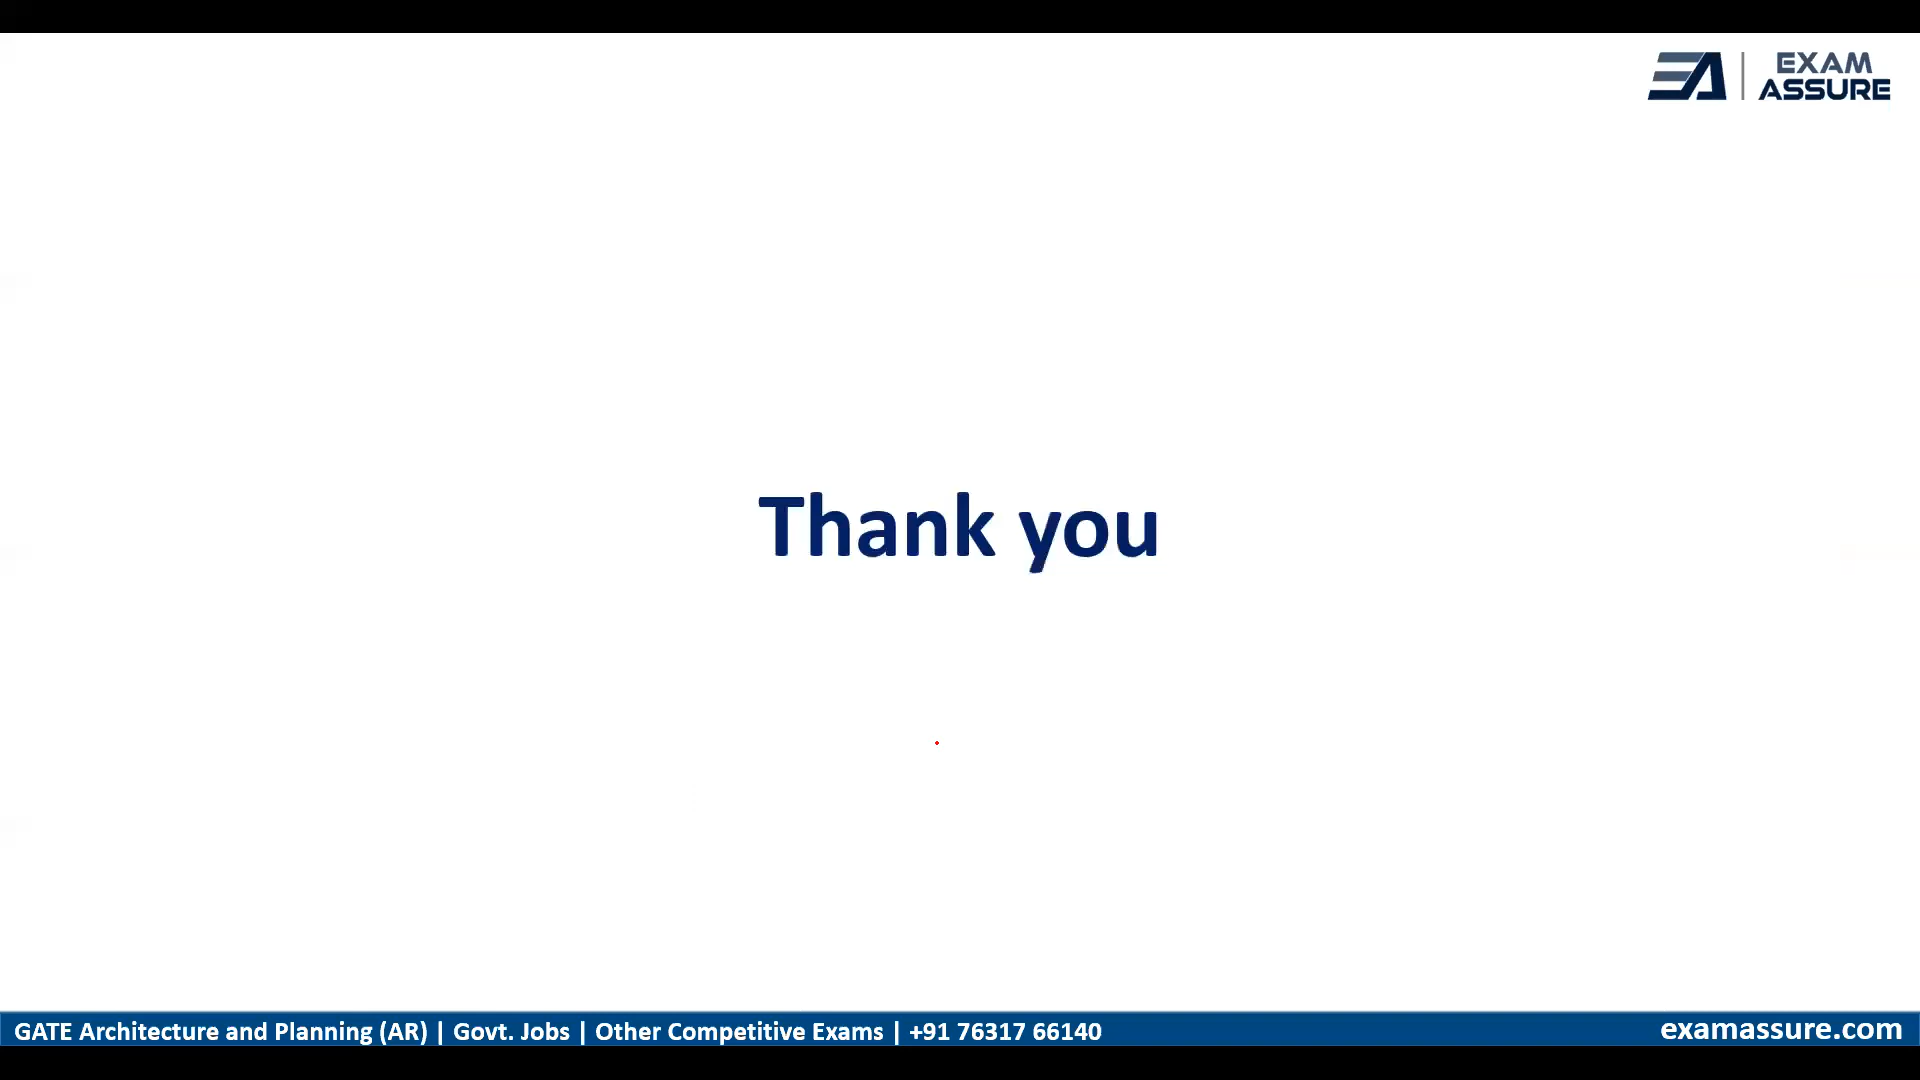 EXAM
ASSURE
Thank you
GATE Architecture and Planning (AR) | Govt. Jobs | Other Competitive Exams | +91 76317 66140
examassure.com